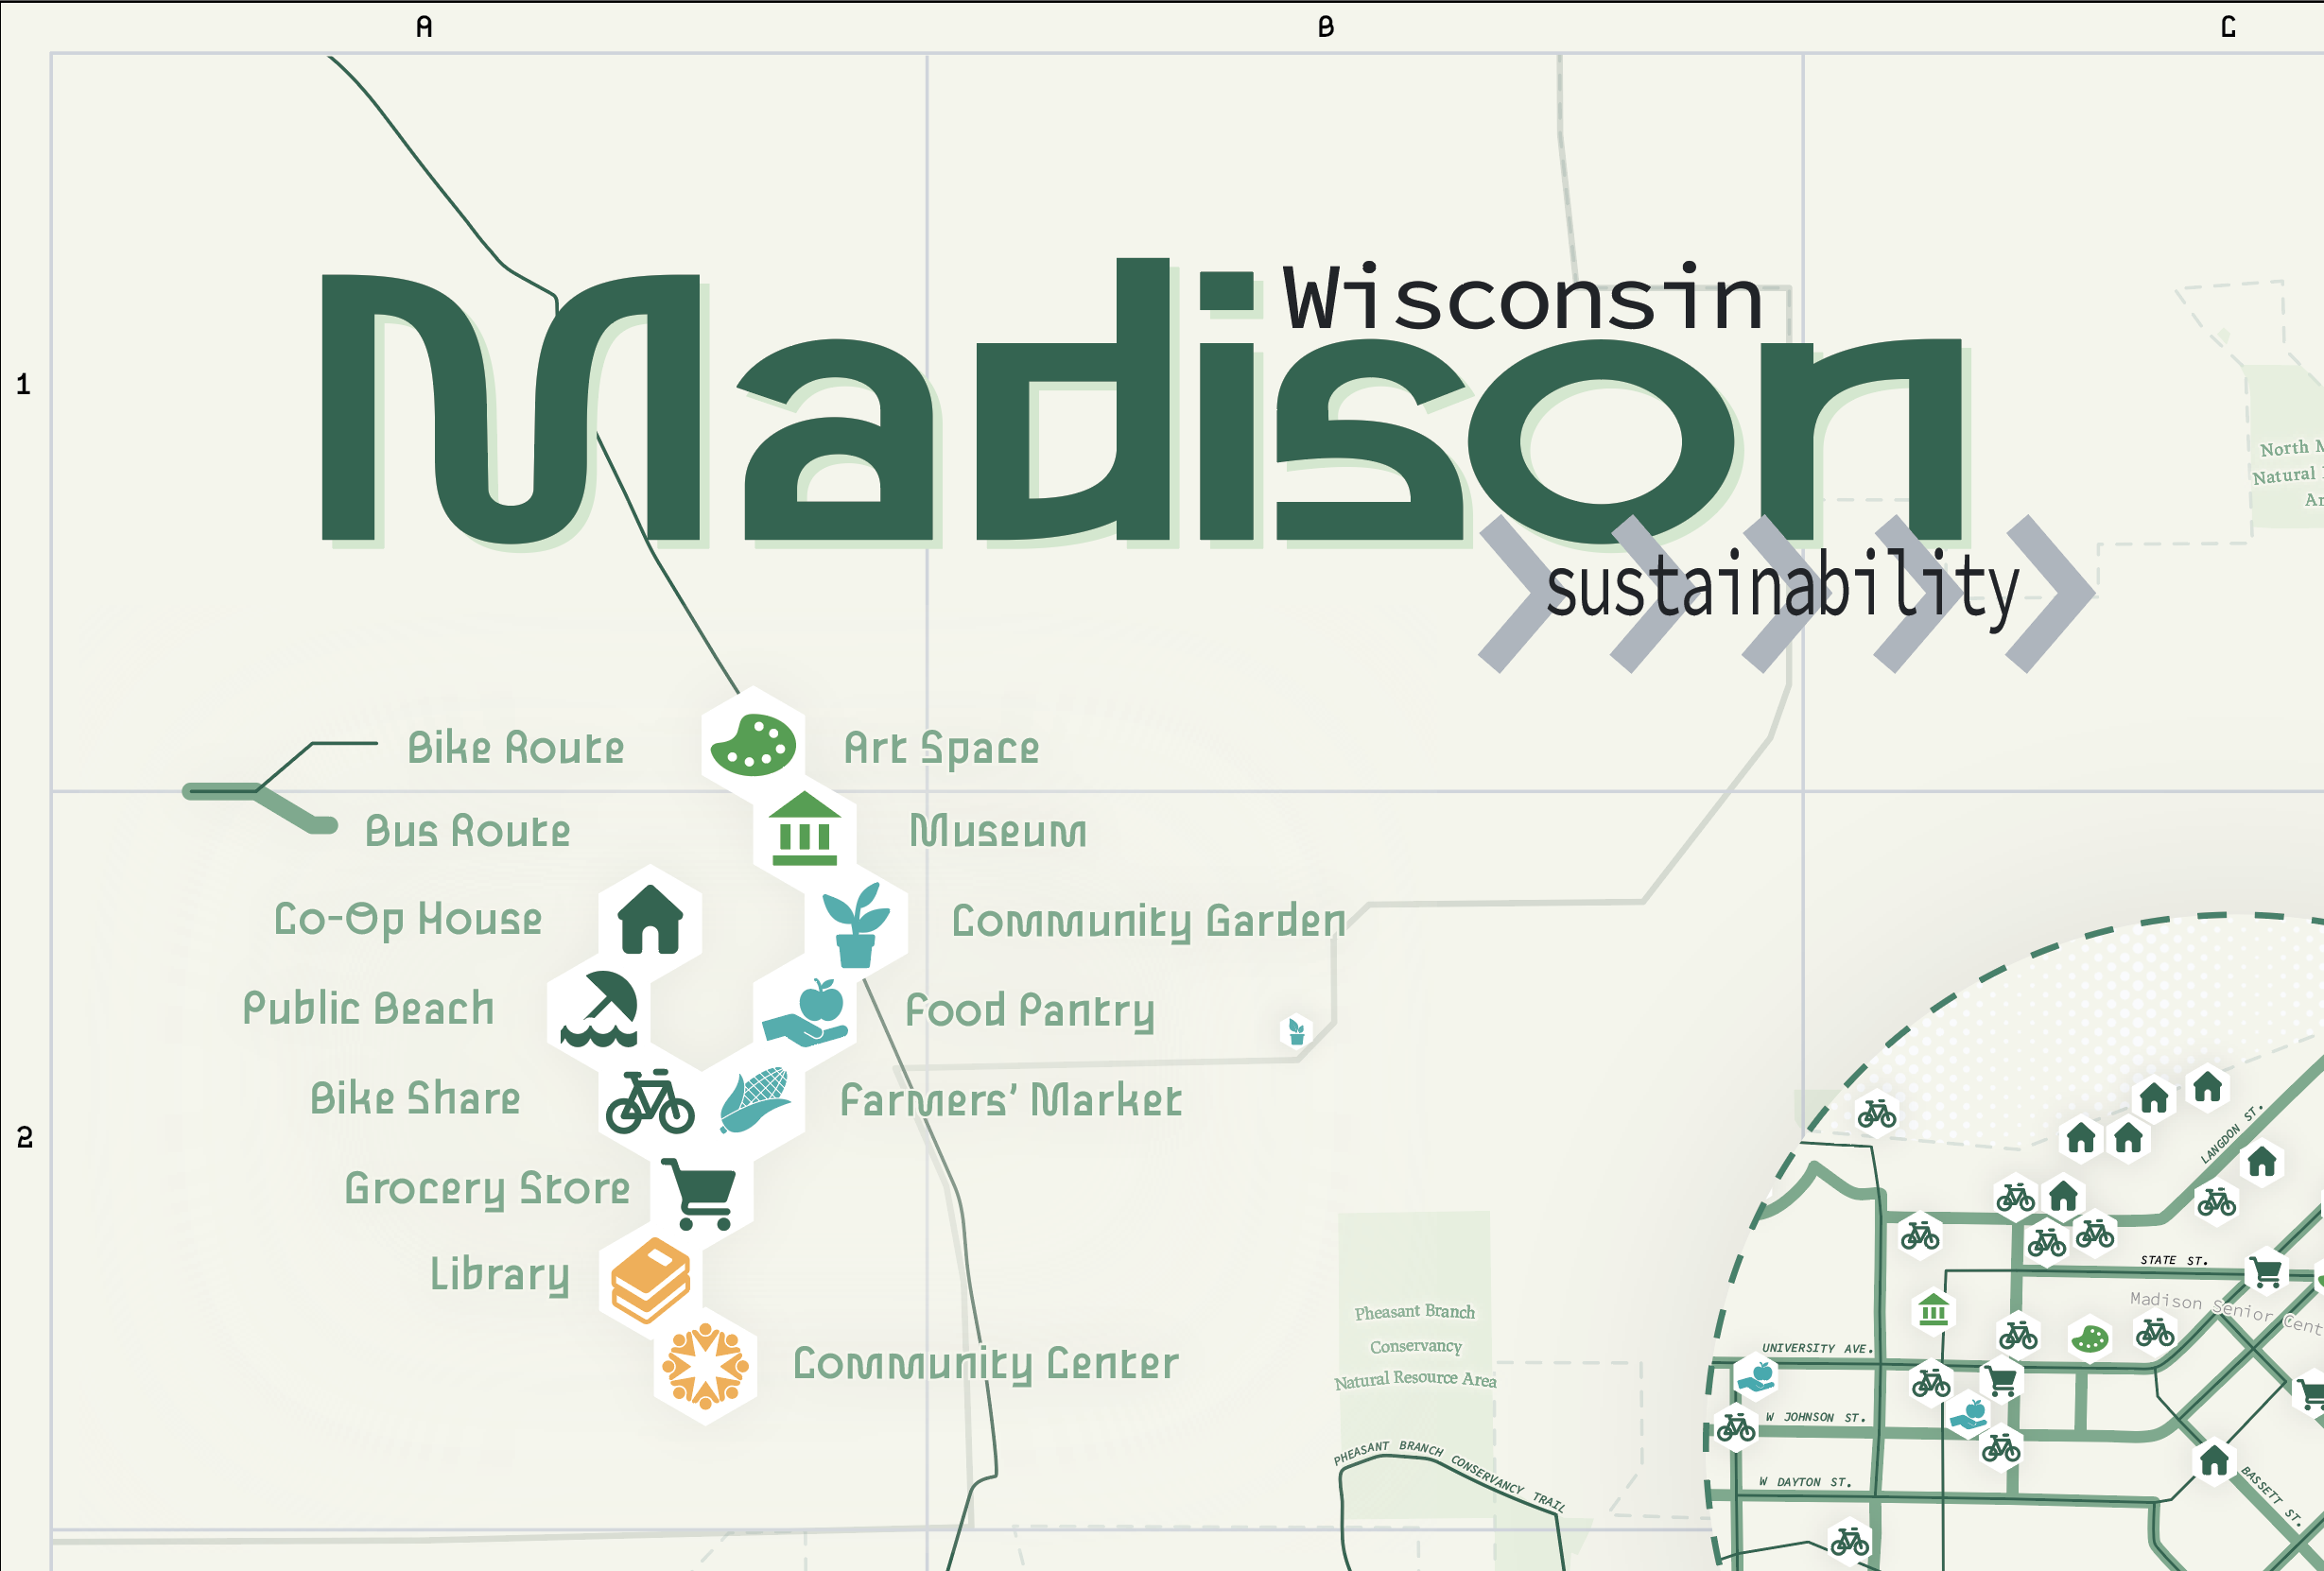 A
B
C
1
Wisconsin
Madison
sustainability
North
Natural
Bike Route
Art Space
Bus Route
Museum
Co-Op House
Community Garden
Public Beach
Food Pantry
Bike Share
Farmers' Market
2
Grocery Store
Library
Community Center
Pheasant Branch
Conservancy
Natural Resource Area
PHEASANT BRANCH CONSERVANCY TRAIL
LANGDON ST.
STATE ST.
Madison Senior
UNIVERSITY AVE.
W JOHNSON ST.
W DAYTON ST.
BASSETT ST.